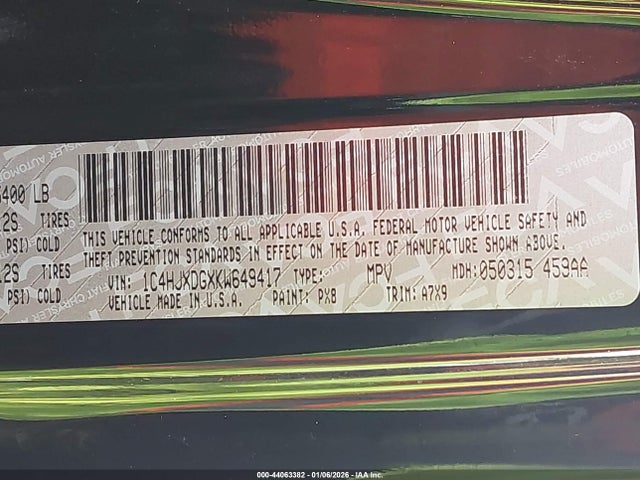 400 LB
2S TIRES
PSI) COLD
2S TIRES
PSI) COLD
THIS VEHICLE CONFORMS TO ALL APPLICABLE U.S.A. FEDERAL MOTOR VEHICLE SAFETY AND
THEFT PREVENTION STANDARDS IN EFFECT ON THE DATE OF MANUFACTURE SHOWN ABOVE.
VIN: 1C4HJXDGXKW649417 TYPE: MPV MDH: 050315 459AA
VEHICLE MADE IN U.S.A. PAINT: PX8 TRIM: A7X9
000-44063382 - 01/06/2026 - IAA Inc.